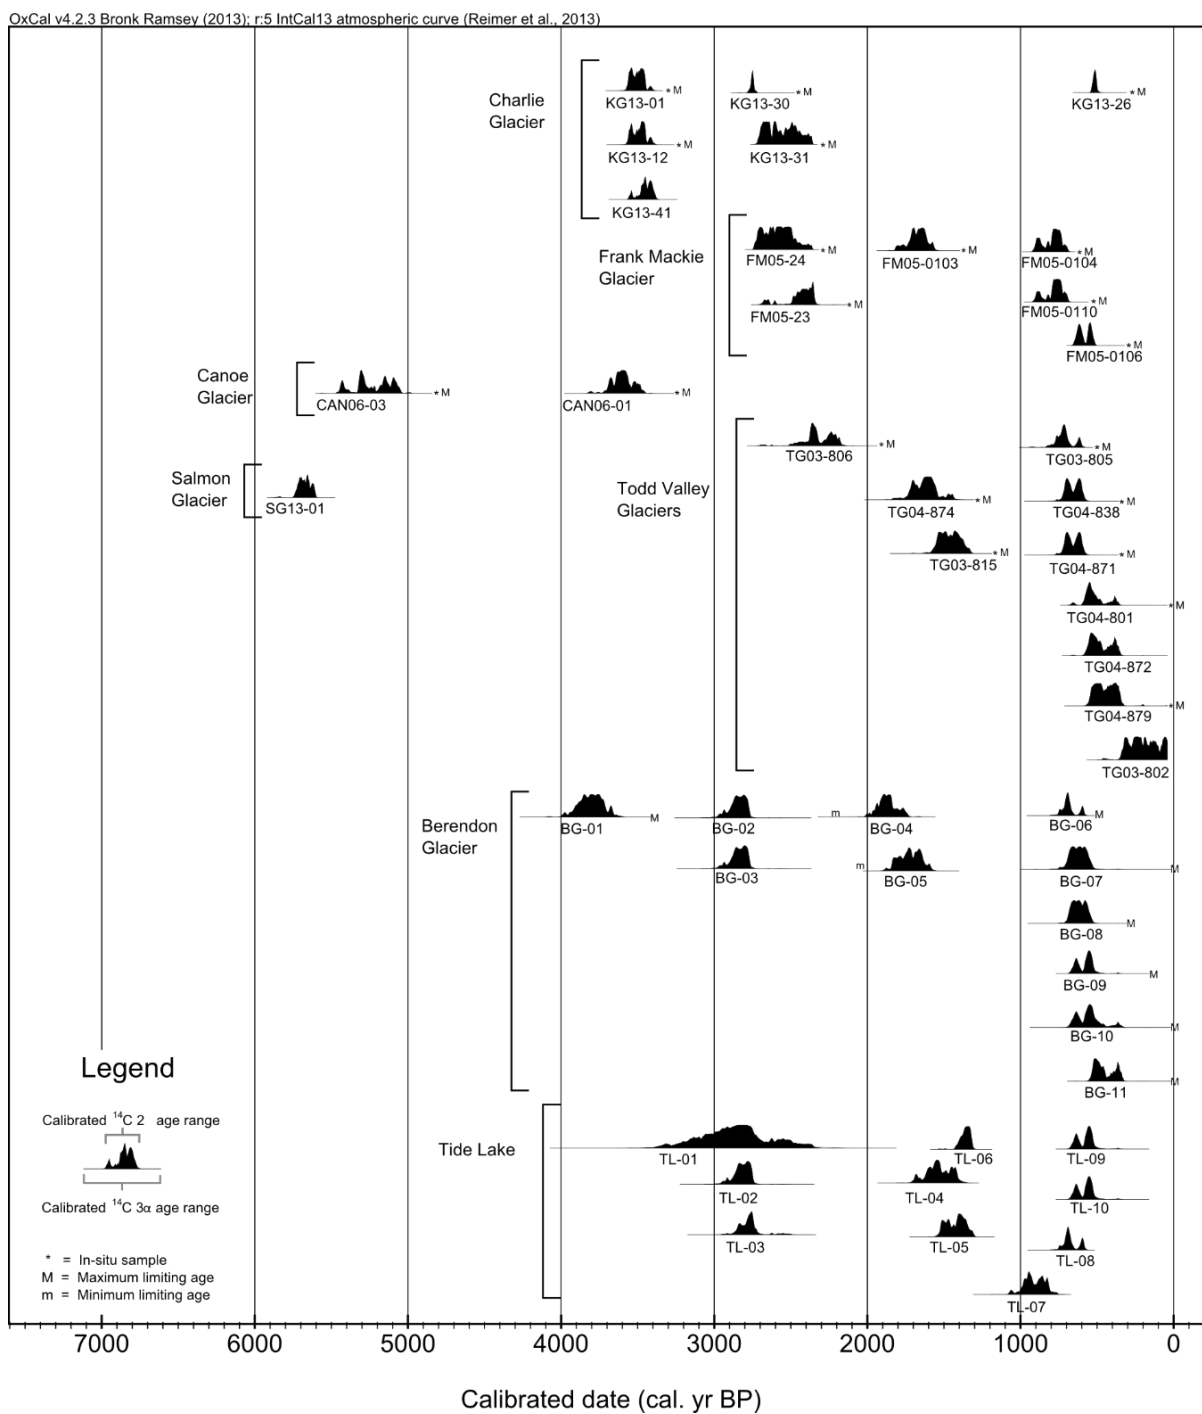 OxCal v4.2.3 Bronk Ramsey (2013); r:5 IntCal13 atmospheric curve (Reimer et al., 2013)
Charlie
Glacier
* M
KG13-01
* M
KG13-30
* M
KG13-26
* M
KG13-12
* M
KG13-31
KG13-41
Frank Mackie
Glacier
* M
FM05-24
* M
FM05-0103
* M
FM05-0104
* M
FM05-23
* M
FM05-0110
* M
FM05-0106
Canoe
Glacier
* M
CAN06-03
* M
CAN06-01
Salmon
Glacier
SG13-01
Todd Valley
Glaciers
* M
TG03-806
* M
TG03-805
* M
TG04-874
* M
TG04-838
* M
TG03-815
* M
TG04-871
* M
TG04-801
TG04-872
* M
TG04-879
TG03-802
Berendon
Glacier
M
BG-01
BG-02
m
BG-04
M
BG-06
BG-03
m
BG-05
M
BG-07
M
BG-08
M
BG-09
M
BG-10
M
BG-11
Tide Lake
TL-01
TL-06
TL-09
TL-02
TL-04
TL-10
TL-03
TL-05
TL-08
TL-07
Legend
Calibrated 14C 2 age range
Calibrated 14C 3α age range
* = In-situ sample
M = Maximum limiting age
m = Minimum limiting age
7000 6000 5000 4000 3000 2000 1000 0
Calibrated date (cal. yr BP)